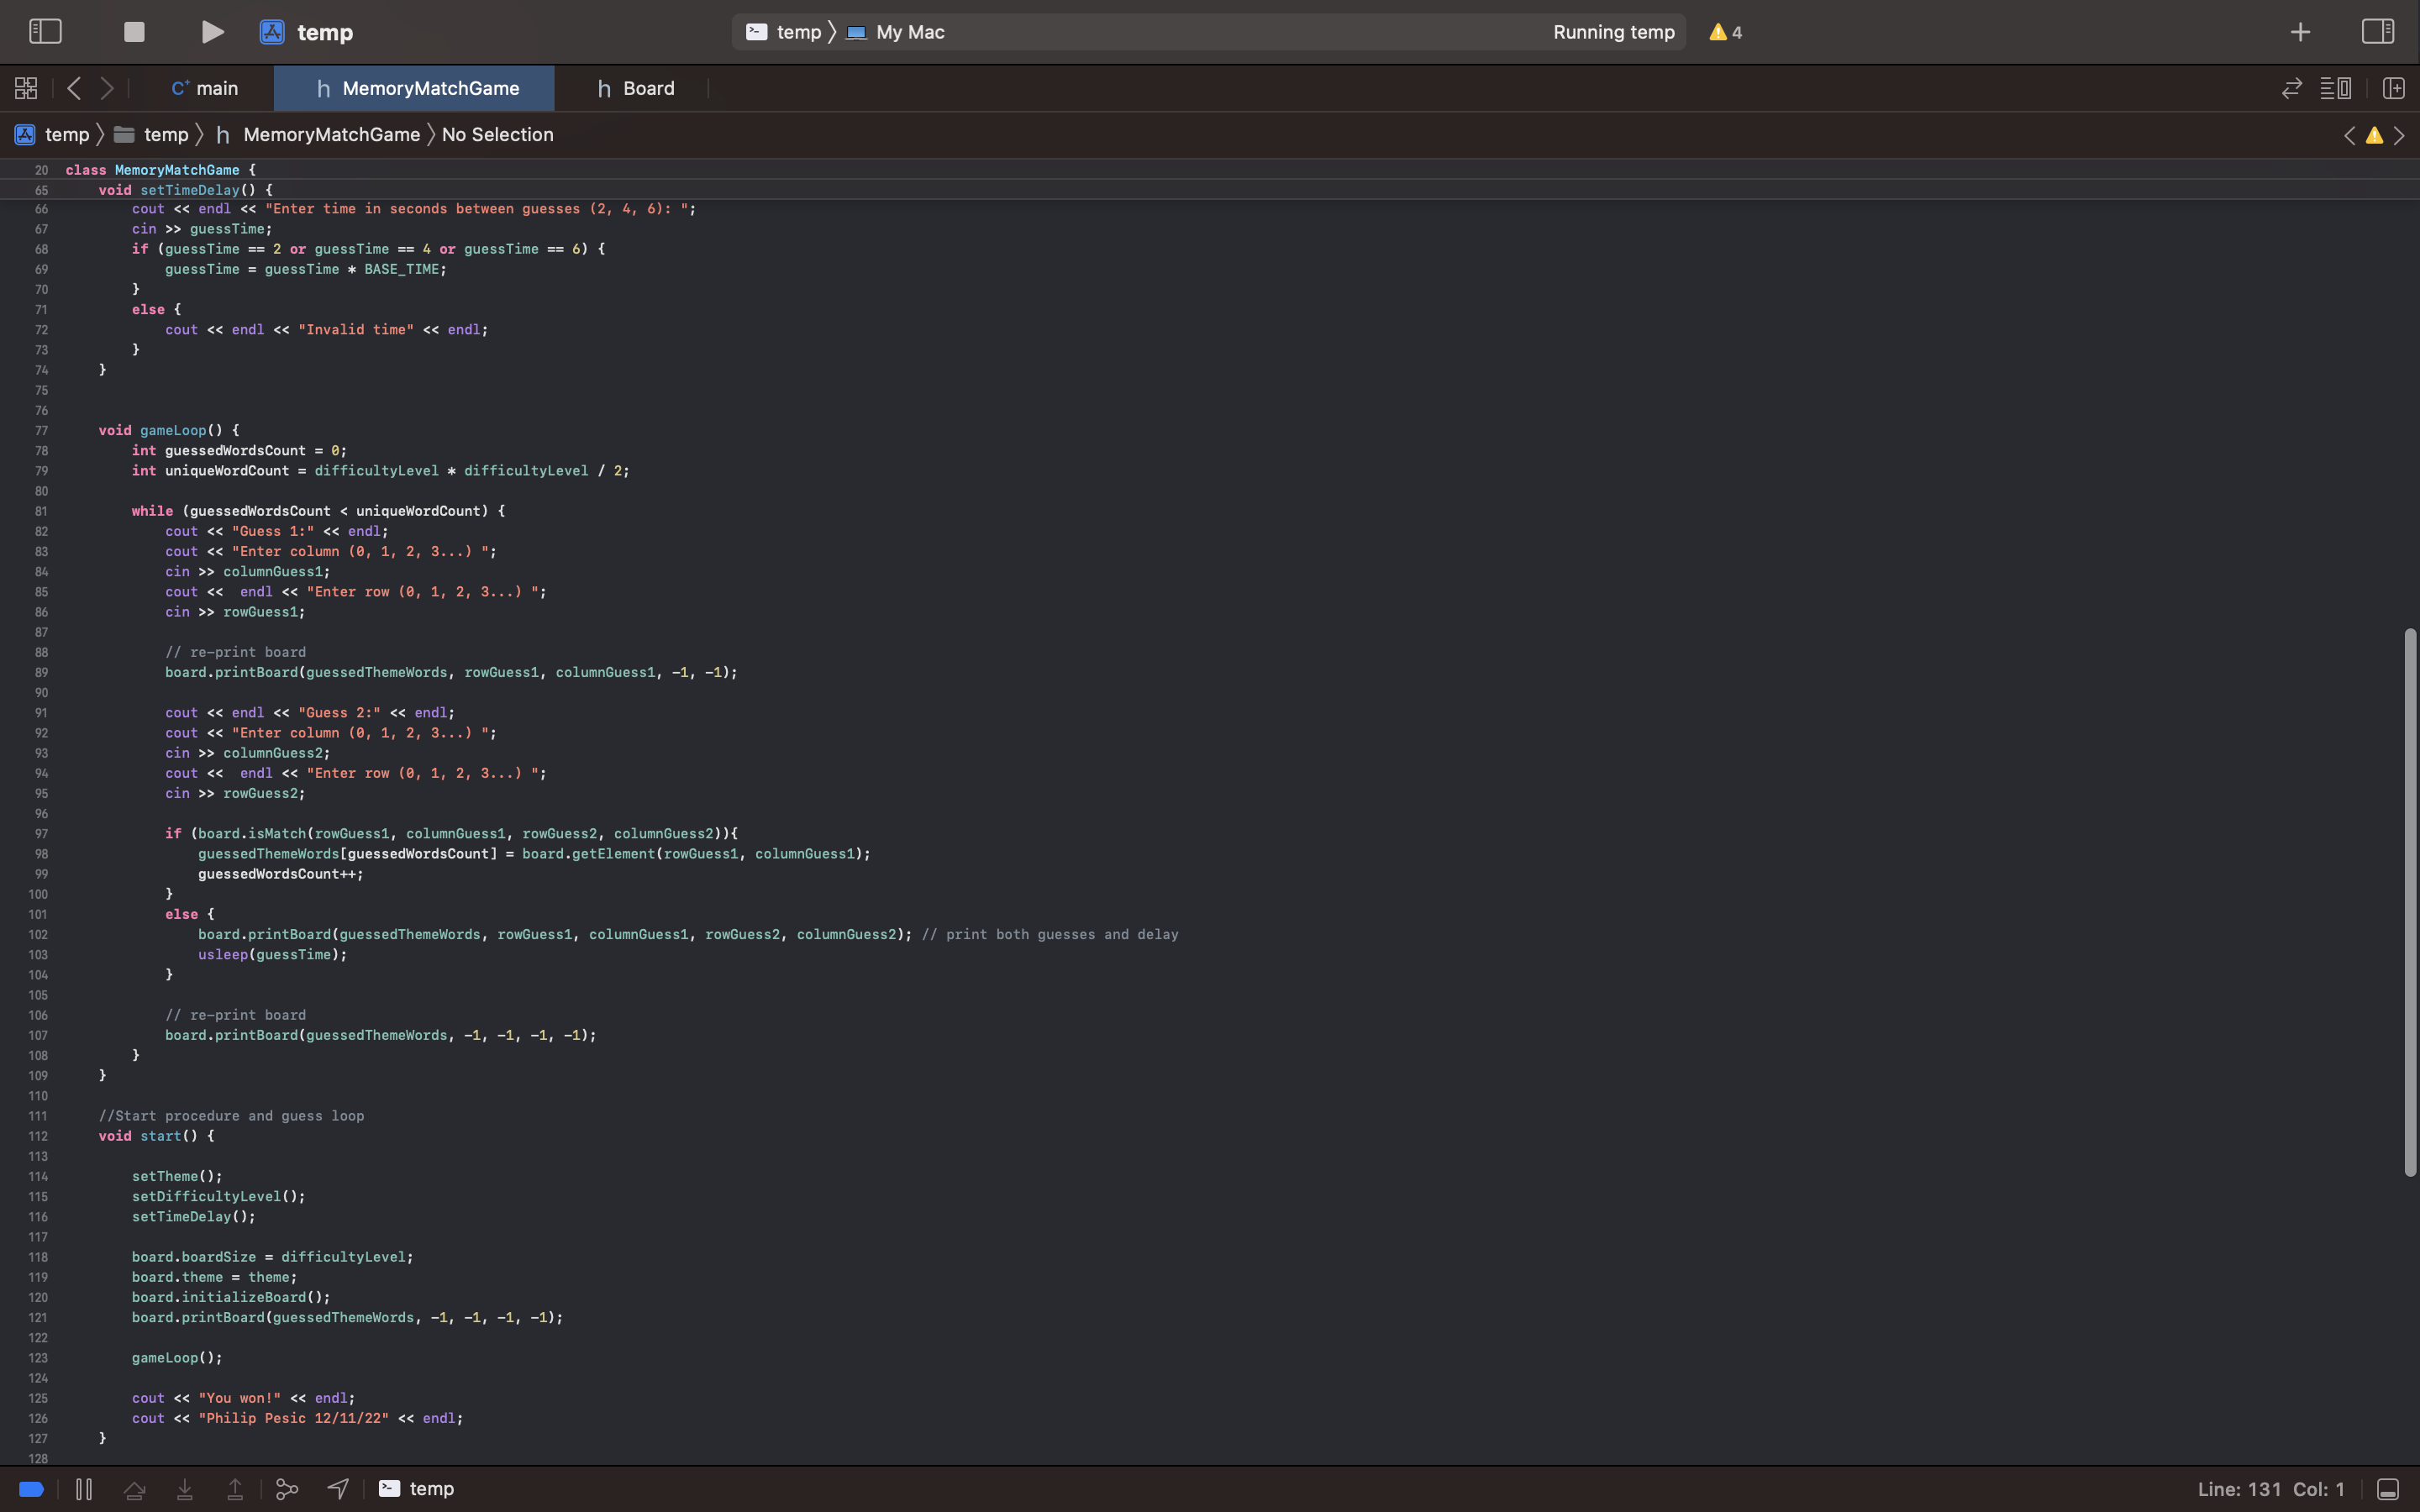 temp
temp 〉 My Mac
Running temp
4
main
MemoryMatchGame
Board
temp 〉 temp 〉 MemoryMatchGame 〉 No Selection
20 class MemoryMatchGame {
65     void setTimeDelay() {
66         cout << endl << "Enter time in seconds between guesses (2, 4, 6): ";
67         cin >> guessTime;
68         if (guessTime == 2 or guessTime == 4 or guessTime == 6) {
69             guessTime = guessTime * BASE_TIME;
70         }
71         else {
72             cout << endl << "Invalid time" << endl;
73         }
74     }
75
76
77     void gameLoop() {
78         int guessedWordsCount = 0;
79         int uniqueWordCount = difficultyLevel * difficultyLevel / 2;
80
81         while (guessedWordsCount < uniqueWordCount) {
82             cout << "Guess 1:" << endl;
83             cout << "Enter column (0, 1, 2, 3...) ";
84             cin >> columnGuess1;
85             cout <<  endl << "Enter row (0, 1, 2, 3...) ";
86             cin >> rowGuess1;
87
88             // re-print board
89             board.printBoard(guessedThemeWords, rowGuess1, columnGuess1, -1, -1);
90
91             cout << endl << "Guess 2:" << endl;
92             cout << "Enter column (0, 1, 2, 3...) ";
93             cin >> columnGuess2;
94             cout <<  endl << "Enter row (0, 1, 2, 3...) ";
95             cin >> rowGuess2;
96
97             if (board.isMatch(rowGuess1, columnGuess1, rowGuess2, columnGuess2)){
98                 guessedThemeWords[guessedWordsCount] = board.getElement(rowGuess1, columnGuess1);
99                 guessedWordsCount++;
100             }
101             else {
102                 board.printBoard(guessedThemeWords, rowGuess1, columnGuess1, rowGuess2, columnGuess2); // print both guesses and delay
103                 usleep(guessTime);
104             }
105
106             // re-print board
107             board.printBoard(guessedThemeWords, -1, -1, -1, -1);
108         }
109     }
110
111     //Start procedure and guess loop
112     void start() {
113
114         setTheme();
115         setDifficultyLevel();
116         setTimeDelay();
117
118         board.boardSize = difficultyLevel;
119         board.theme = theme;
120         board.initializeBoard();
121         board.printBoard(guessedThemeWords, -1, -1, -1, -1);
122
123         gameLoop();
124
125         cout << "You won!" << endl;
126         cout << "Philip Pesic 12/11/22" << endl;
127     }
128
temp
Line: 131 Col: 1